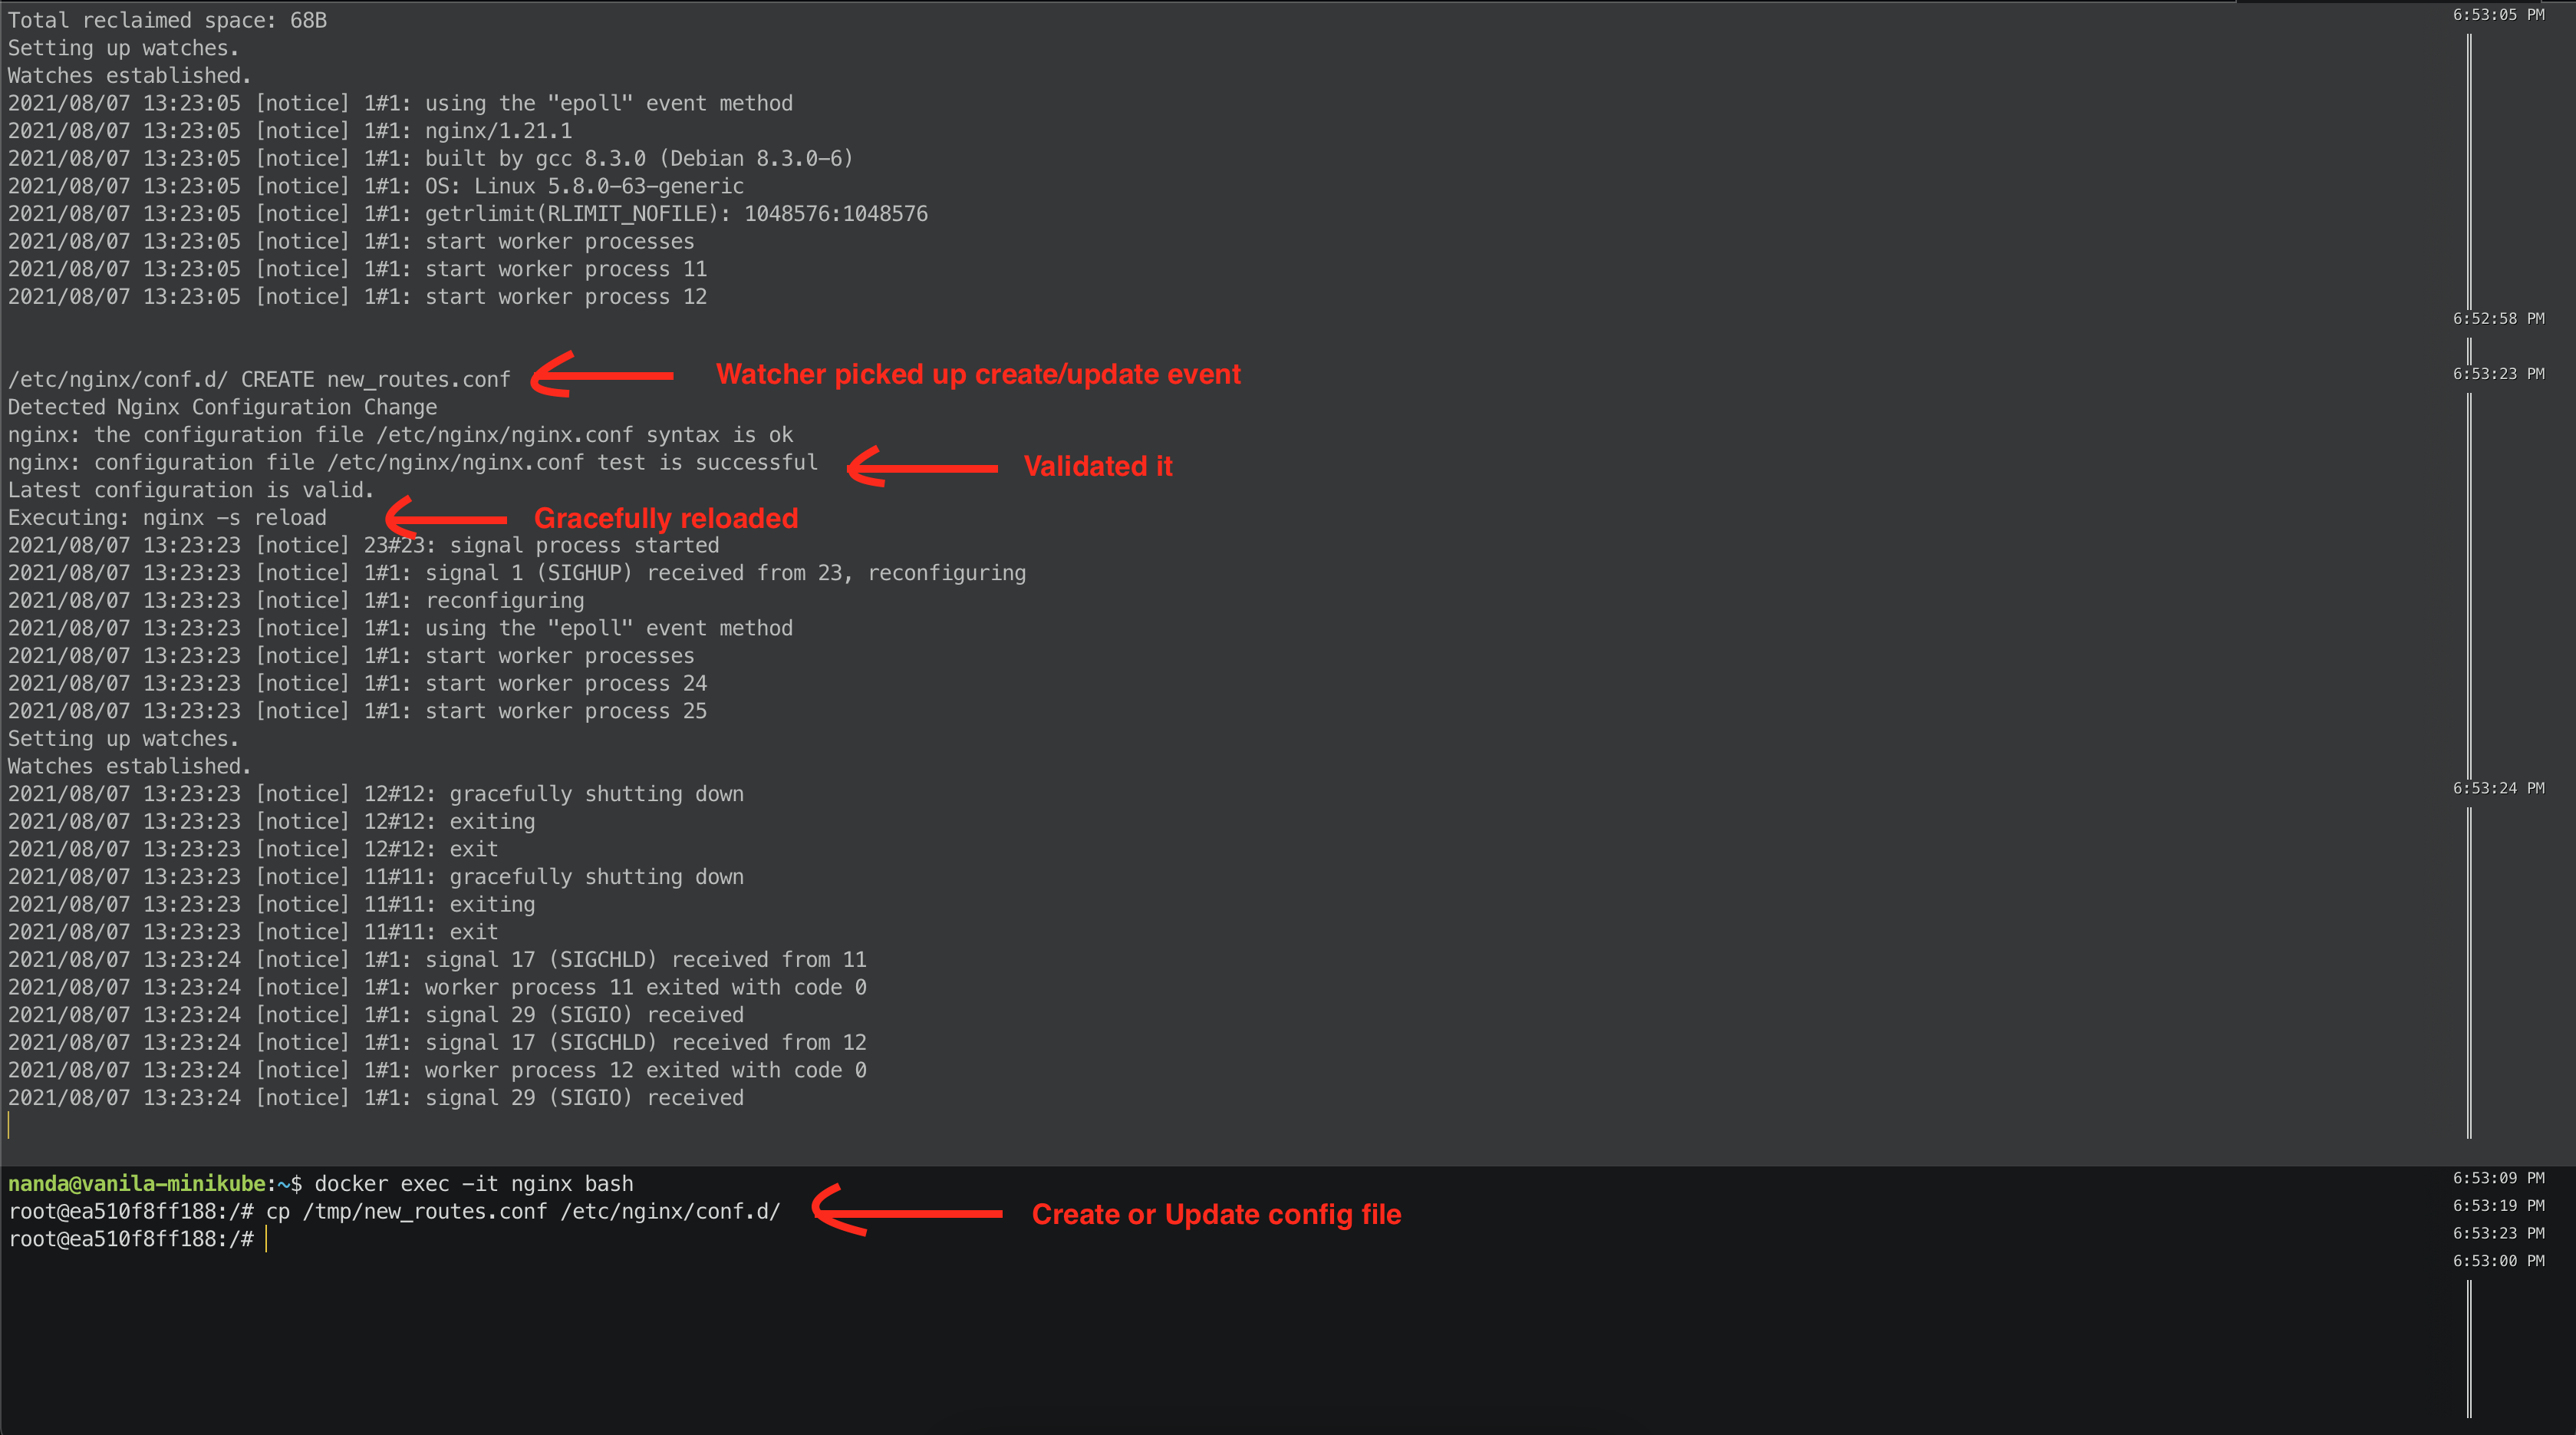 Total reclaimed space: 68B 6:53:05 PM
Setting up watches.
Watches established.
2021/08/07 13:23:05 [notice] 1#1: using the "epoll" event method
2021/08/07 13:23:05 [notice] 1#1: nginx/1.21.1
2021/08/07 13:23:05 [notice] 1#1: built by gcc 8.3.0 (Debian 8.3.0-6)
2021/08/07 13:23:05 [notice] 1#1: OS: Linux 5.8.0-63-generic
2021/08/07 13:23:05 [notice] 1#1: getrlimit(RLIMIT_NOFILE): 1048576:1048576
2021/08/07 13:23:05 [notice] 1#1: start worker processes
2021/08/07 13:23:05 [notice] 1#1: start worker process 11
2021/08/07 13:23:05 [notice] 1#1: start worker process 12
6:52:58 PM
/etc/nginx/conf.d/ CREATE new_routes.conf Watcher picked up create/update event 6:53:23 PM
Detected Nginx Configuration Change
nginx: the configuration file /etc/nginx/nginx.conf syntax is ok
nginx: configuration file /etc/nginx/nginx.conf test is successful Validated it
Latest configuration is valid.
Executing: nginx -s reload Gracefully reloaded
2021/08/07 13:23:23 [notice] 23#23: signal process started
2021/08/07 13:23:23 [notice] 1#1: signal 1 (SIGHUP) received from 23, reconfiguring
2021/08/07 13:23:23 [notice] 1#1: reconfiguring
2021/08/07 13:23:23 [notice] 1#1: using the "epoll" event method
2021/08/07 13:23:23 [notice] 1#1: start worker processes
2021/08/07 13:23:23 [notice] 1#1: start worker process 24
2021/08/07 13:23:23 [notice] 1#1: start worker process 25
Setting up watches.
Watches established.
2021/08/07 13:23:23 [notice] 12#12: gracefully shutting down 6:53:24 PM
2021/08/07 13:23:23 [notice] 12#12: exiting
2021/08/07 13:23:23 [notice] 12#12: exit
2021/08/07 13:23:23 [notice] 11#11: gracefully shutting down
2021/08/07 13:23:23 [notice] 11#11: exiting
2021/08/07 13:23:23 [notice] 11#11: exit
2021/08/07 13:23:24 [notice] 1#1: signal 17 (SIGCHLD) received from 11
2021/08/07 13:23:24 [notice] 1#1: worker process 11 exited with code 0
2021/08/07 13:23:24 [notice] 1#1: signal 29 (SIGIO) received
2021/08/07 13:23:24 [notice] 1#1: signal 17 (SIGCHLD) received from 12
2021/08/07 13:23:24 [notice] 1#1: worker process 12 exited with code 0
2021/08/07 13:23:24 [notice] 1#1: signal 29 (SIGIO) received
nanda@vanila-minikube:~$ docker exec -it nginx bash 6:53:09 PM
root@ea510f8ff188:/# cp /tmp/new_routes.conf /etc/nginx/conf.d/ Create or Update config file 6:53:19 PM
root@ea510f8ff188:/# 6:53:23 PM
6:53:00 PM